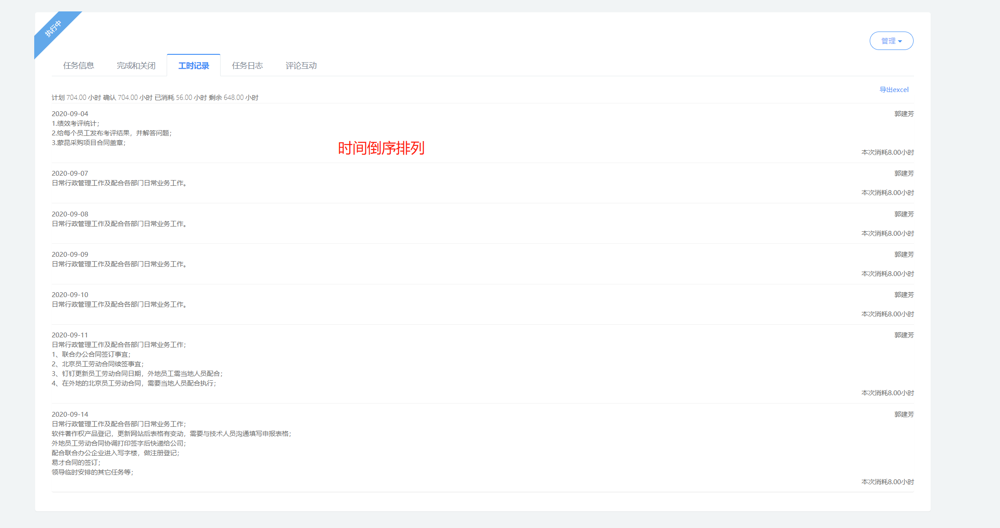 执行中
管理
任务信息 完成和关闭 工时记录 任务日志 评论互动
导出excel
计划 704.00 小时 确认 704.00 小时 已消耗 56.00 小时 剩余 648.00 小时
2020-09-04 郭建芳
1.绩效考评统计；
2.给每个员工发布考评结果，并解答问题；
3.蒙昆采购项目合同盖章；
时间倒序排列
本次消耗8.00小时
2020-09-07 郭建芳
日常行政管理工作及配合各部门日常业务工作。
本次消耗8.00小时
2020-09-08 郭建芳
日常行政管理工作及配合各部门日常业务工作。
本次消耗8.00小时
2020-09-09 郭建芳
日常行政管理工作及配合各部门日常业务工作。
本次消耗8.00小时
2020-09-10 郭建芳
日常行政管理工作及配合各部门日常业务工作。
本次消耗8.00小时
2020-09-11 郭建芳
日常行政管理工作及配合各部门日常业务工作；
1、联合办公合同签订事宜；
2、北京员工劳动合同续签事宜；
3、钉钉更新员工劳动合同日期，外地员工需当地人员配合；
4、在外地的北京员工劳动合同，需要当地人员配合执行；
本次消耗8.00小时
2020-09-14 郭建芳
日常行政管理工作及配合各部门日常业务工作；
软件著作权产品登记，更新网站后表格有变动，需要与技术人员沟通填写申报表格；
外地员工劳动合同协调打印签字后快递给公司；
配合联合办公企业进入写字楼，做注册登记；
易才合同的签订；
领导临时安排的其它任务等；
本次消耗8.00小时